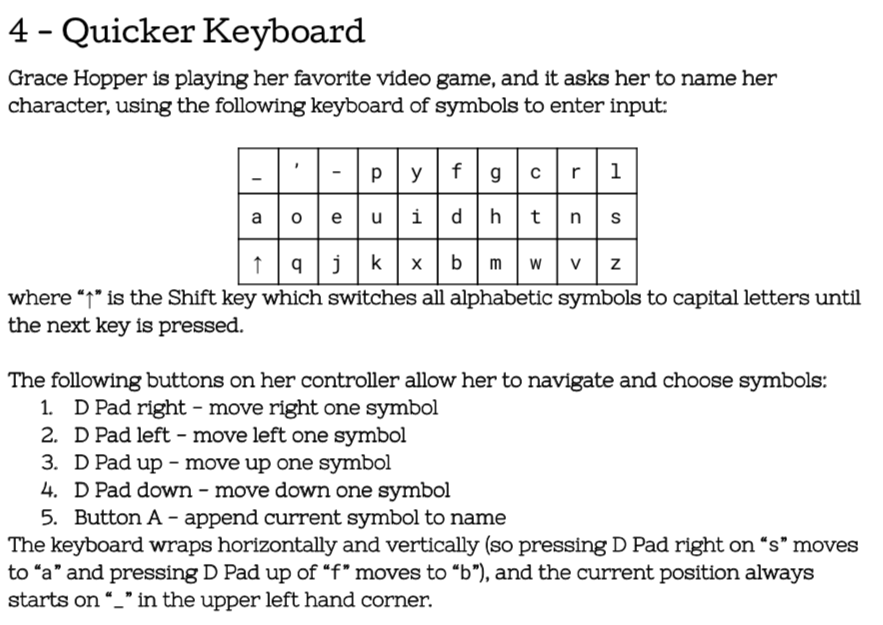 4 – Quicker Keyboard
Grace Hopper is playing her favorite video game, and it asks her to name her
character, using the following keyboard of symbols to enter input:
_ ' - p y f g c r l
a o e u i d h t n s
↑ q j k x b m w v z
where “↑” is the Shift key which switches all alphabetic symbols to capital letters until
the next key is pressed.
The following buttons on her controller allow her to navigate and choose symbols:
1. D Pad right – move right one symbol
2. D Pad left – move left one symbol
3. D Pad up – move up one symbol
4. D Pad down – move down one symbol
5. Button A – append current symbol to name
The keyboard wraps horizontally and vertically (so pressing D Pad right on “s” moves
to “a” and pressing D Pad up of “f” moves to “b”), and the current position always
starts on “_” in the upper left hand corner.